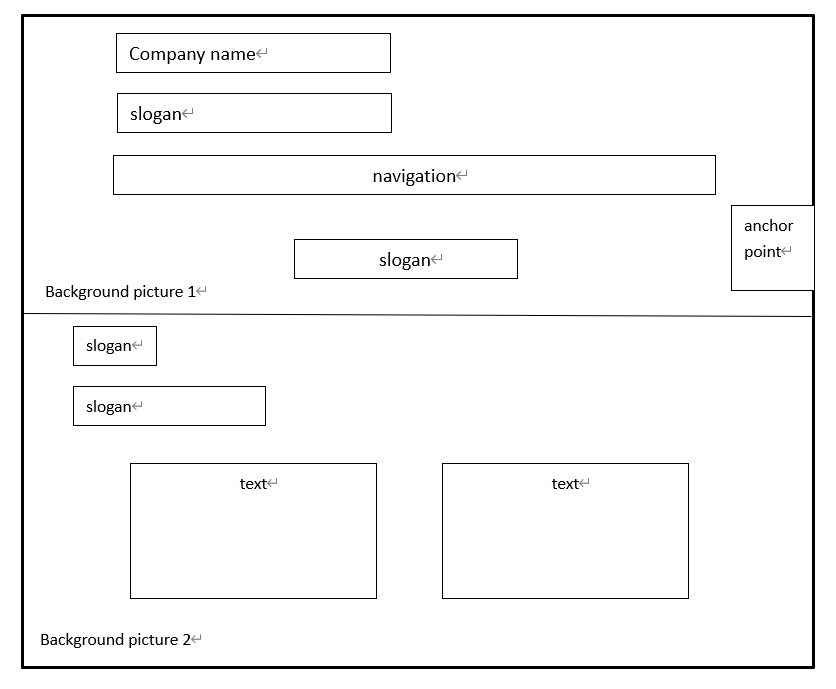 Company name
slogan
navigation
anchor
point
slogan
Background picture 1
slogan
slogan
text
text
Background picture 2